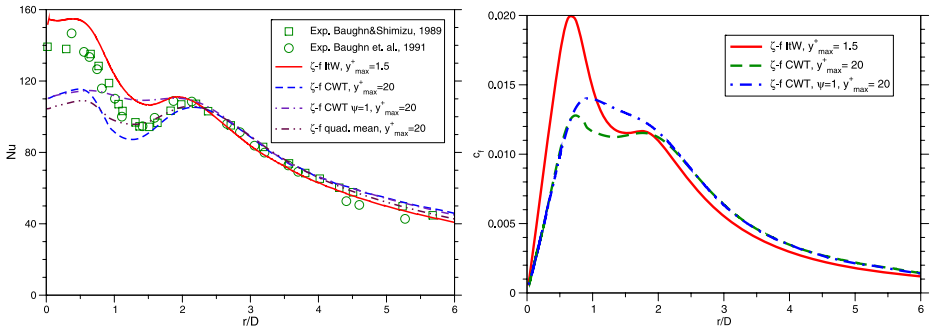 160
120
80
40
0
Nu
0 1 2 3 4 5 6
r/D
Exp. Baughn&Shimizu, 1989
Exp. Baughn et. al., 1991
ζ-f ItW, y+max=1.5
ζ-f CWT, y+max=20
ζ-f CWT ψ=1, y+max=20
ζ-f quad. mean, y+max=20
0.020
0.015
0.010
0.005
0.000
cf
0 1 2 3 4 5 6
r/D
ζ-f ItW, y+max= 1.5
ζ-f CWT, y+max= 20
ζ-f CWT, ψ=1, y+max= 20